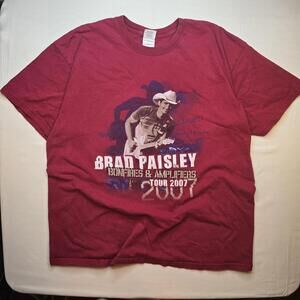 BRAD PAISLEY
BONFIRES & AMPLIFIERS
TOUR 2007
2007